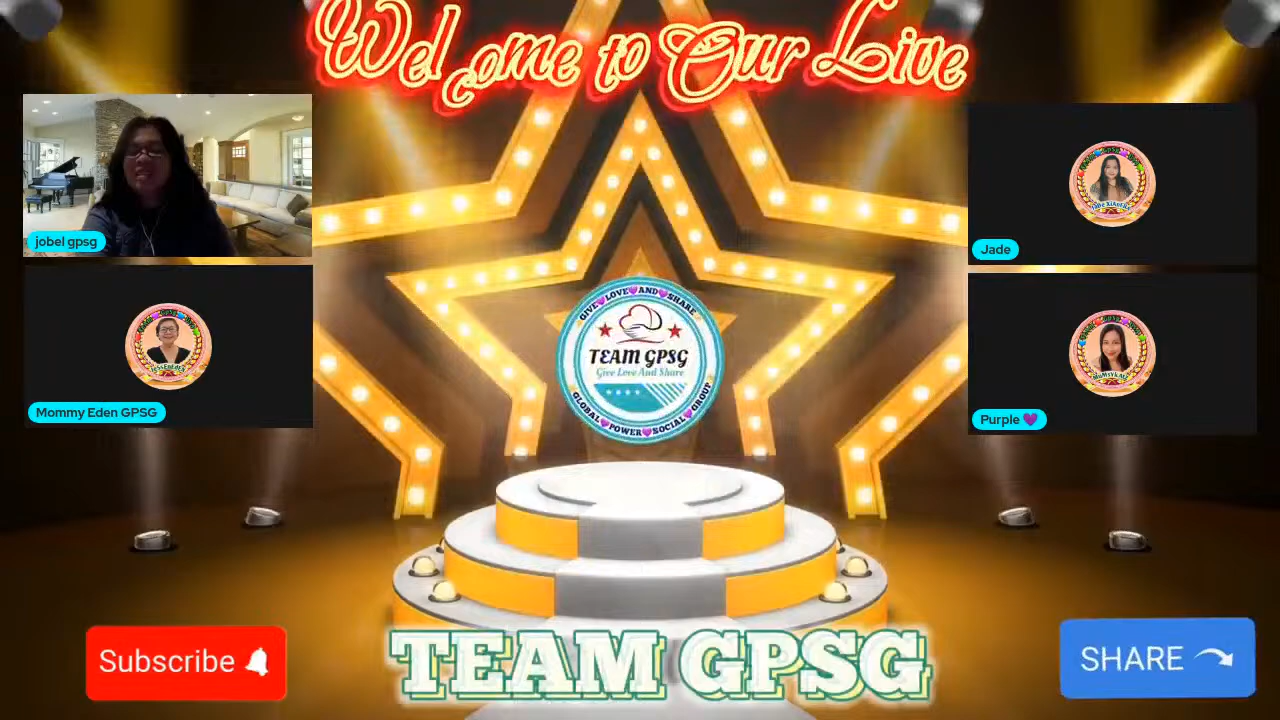 Welcome to Our Live
jobel gpsg
Jade
GIVE💜LOVE💜AND💜SHARE
TEAM GPSG
Give Love And Share
GLOBAL💜POWER💜SOCIAL💜GROUP
Mommy Eden GPSG
Purple 💜
Subscribe
TEAM GPSG
SHARE